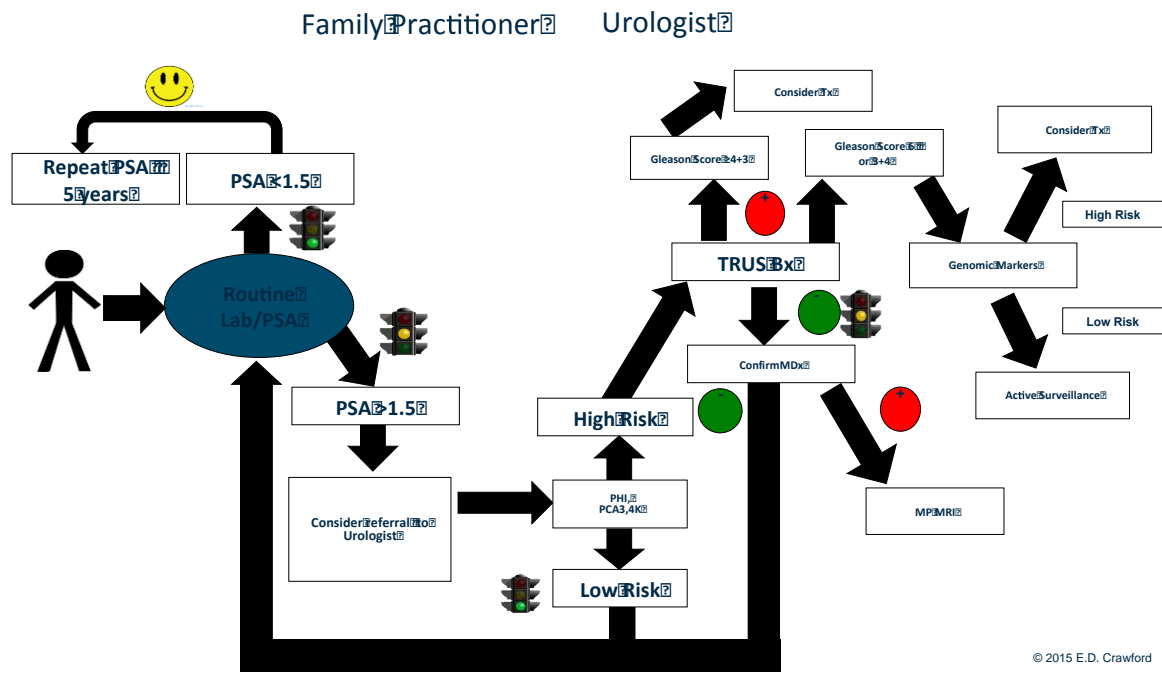 Family Practitioner Urologist
Consider Tx
Consider Tx
Gleason Score ≥4+3
Gleason Score 6
or 3+4
Repeat PSA
5 years
PSA <1.5
+
High Risk
TRUS Bx
Genomic Markers
Routine
Lab/PSA
-
Low Risk
ConfirmMDx
PSA >1.5
-
+
Active Surveillance
High Risk
PHI,
PCA3,4K
Consider referral to
Urologist
MP MRI
Low Risk
© 2015 E.D. Crawford